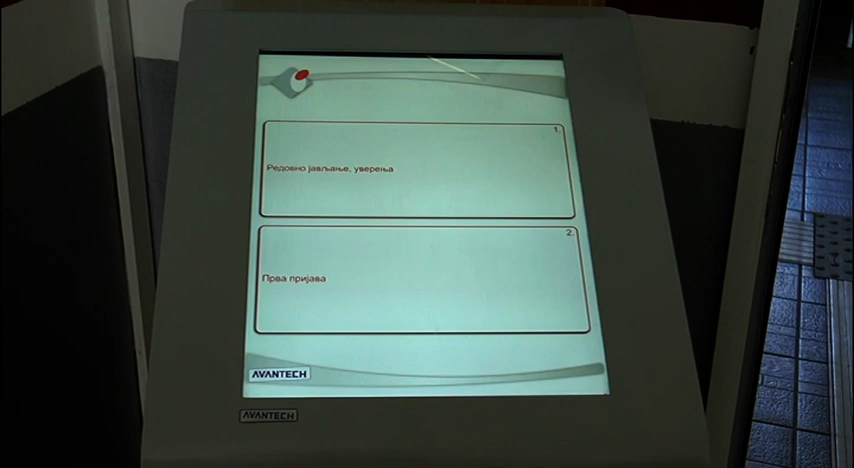 1.
Редовно јављање, уверења
2.
Прва пријава
AVANTECH
AVANTECH